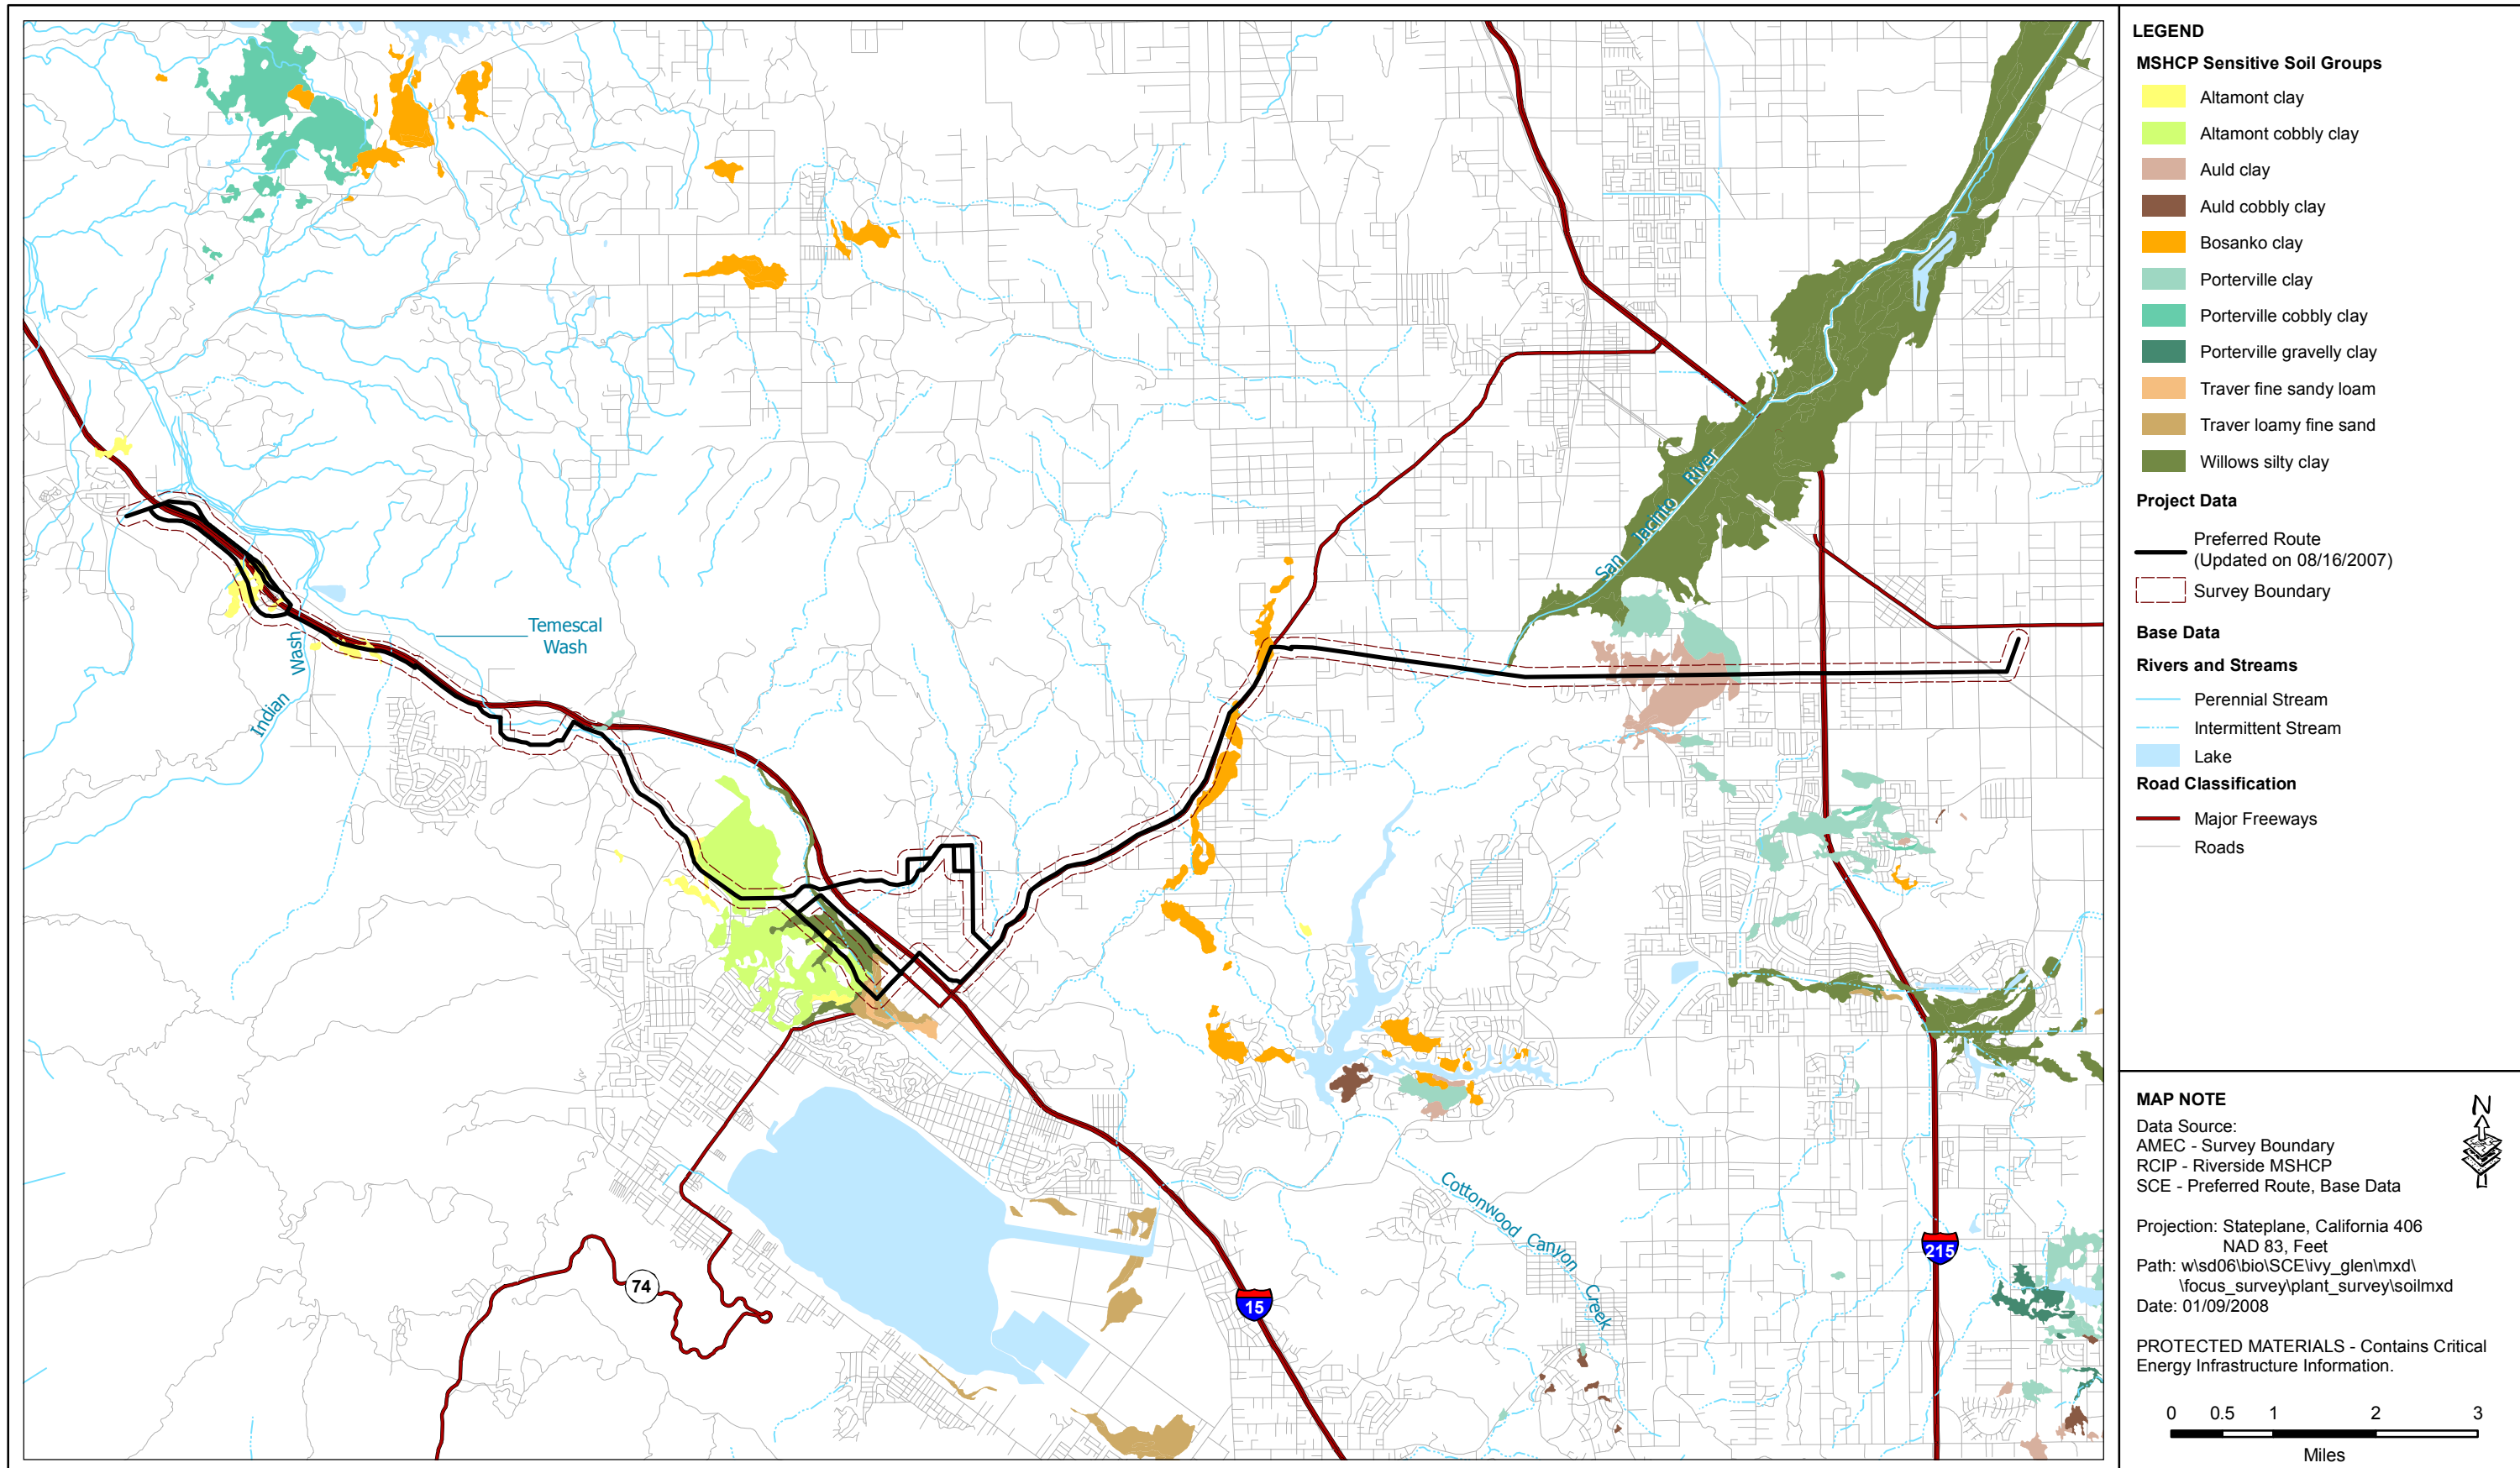 LEGEND
MSHCP Sensitive Soil Groups
Altamont clay
Altamont cobbly clay
Auld clay
Auld cobbly clay
Bosanko clay
Porterville clay
Porterville cobbly clay
Porterville gravelly clay
Traver fine sandy loam
Traver loamy fine sand
Willows silty clay
Project Data
Preferred Route
(Updated on 08/16/2007)
Survey Boundary
Base Data
Rivers and Streams
Perennial Stream
Intermittent Stream
Lake
Road Classification
Major Freeways
Roads
MAP NOTE
Data Source:
AMEC - Survey Boundary
RCIP - Riverside MSHCP
SCE - Preferred Route, Base Data
N
Projection: Stateplane, California 406
NAD 83, Feet
Path: w\sd06\bio\SCE\ivy_glen\mxd\
\focus_survey\plant_survey\soilmxd
Date: 01/09/2008
PROTECTED MATERIALS - Contains Critical
Energy Infrastructure Information.
0 0.5 1 2 3
Miles
San Jacinto River
Temescal
Wash
Indian Wash
Cottonwood Canyon Creek
74
15
215